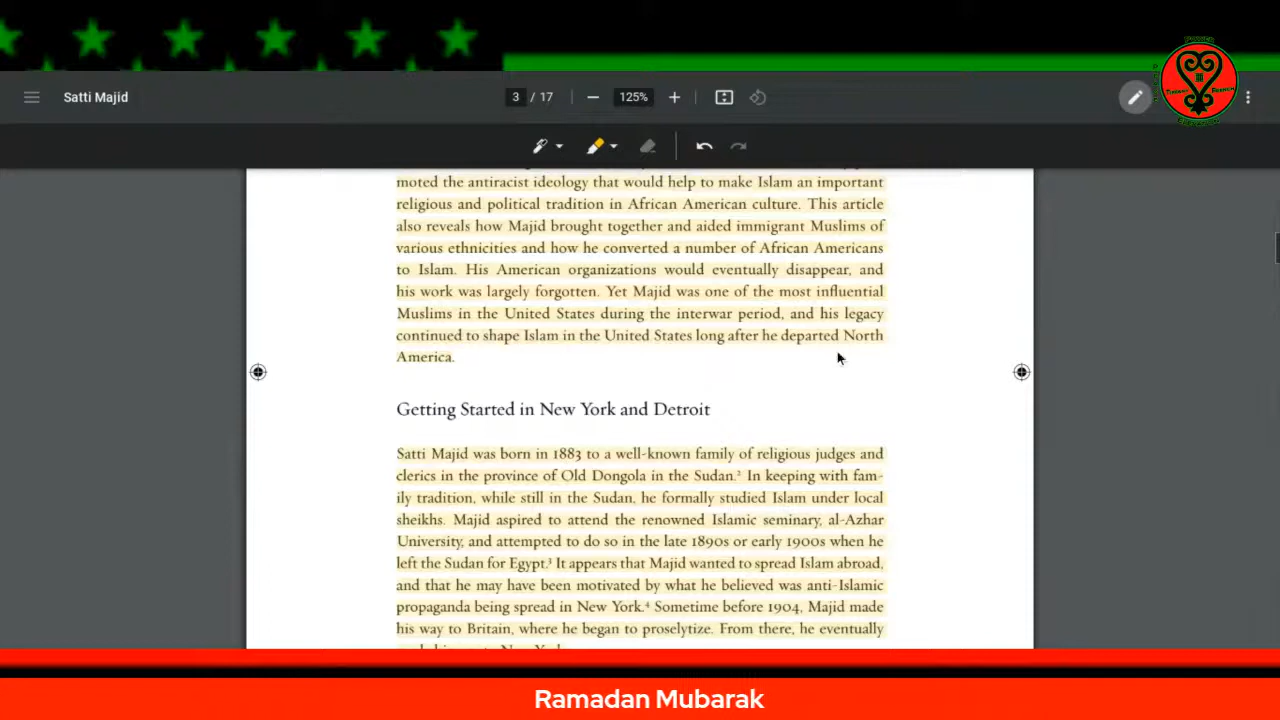 Satti Majid
3 / 17
125%
moted the antiracist ideology that would help to make Islam an important
religious and political tradition in African American culture. This article
also reveals how Majid brought together and aided immigrant Muslims of
various ethnicities and how he converted a number of African Americans
to Islam. His American organizations would eventually disappear, and
his work was largely forgotten. Yet Majid was one of the most influential
Muslims in the United States during the interwar period, and his legacy
continued to shape Islam in the United States long after he departed North
America.
Getting Started in New York and Detroit
Satti Majid was born in 1883 to a well-known family of religious judges and
clerics in the province of Old Dongola in the Sudan.² In keeping with fam-
ily tradition, while still in the Sudan, he formally studied Islam under local
sheikhs. Majid aspired to attend the renowned Islamic seminary, al-Azhar
University, and attempted to do so in the late 1890s or early 1900s when he
left the Sudan for Egypt.³ It appears that Majid wanted to spread Islam abroad,
and that he may have been motivated by what he believed was anti-Islamic
propaganda being spread in New York.⁴ Sometime before 1904, Majid made
his way to Britain, where he began to proselytize. From there, he eventually
Ramadan Mubarak